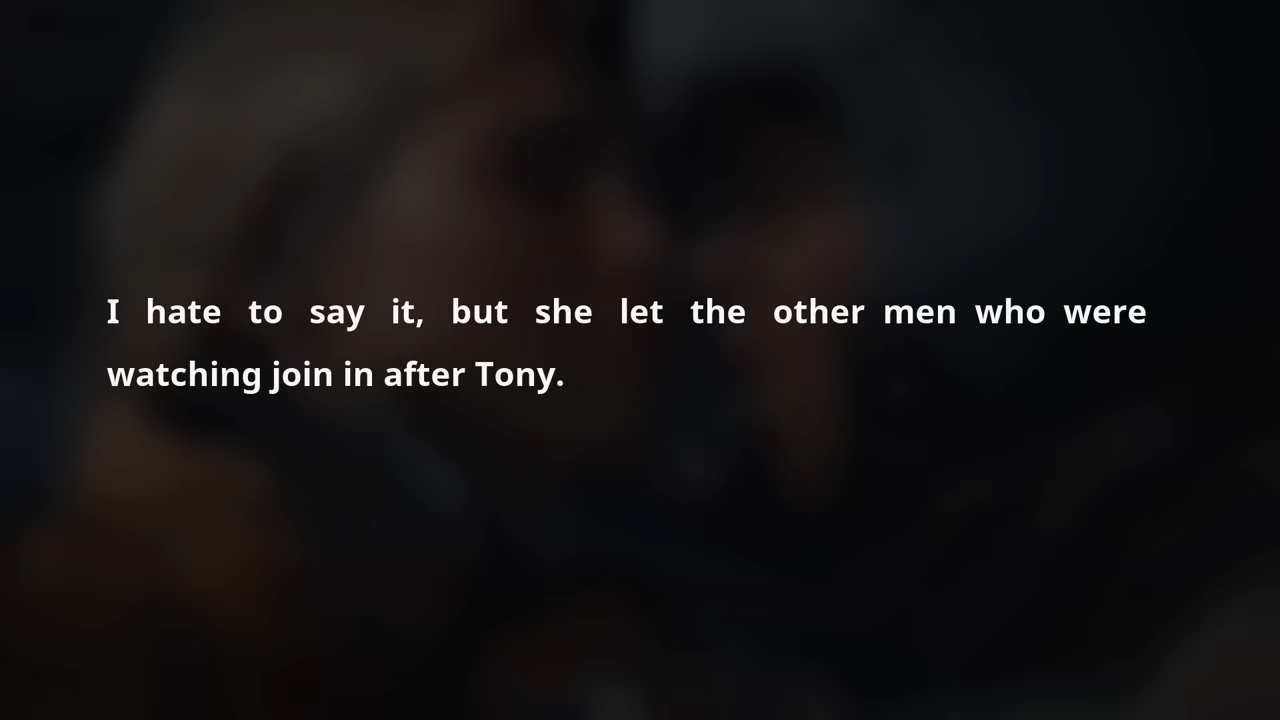 I hate to say it, but she let the other men who were
watching join in after Tony.